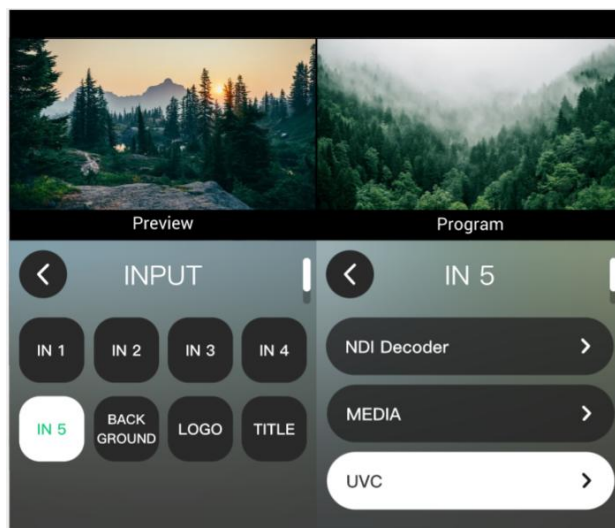 Preview
Program
INPUT
IN 1
IN 2
IN 3
IN 4
IN 5
BACK
GROUND
LOGO
TITLE
IN 5
NDI Decoder
MEDIA
UVC